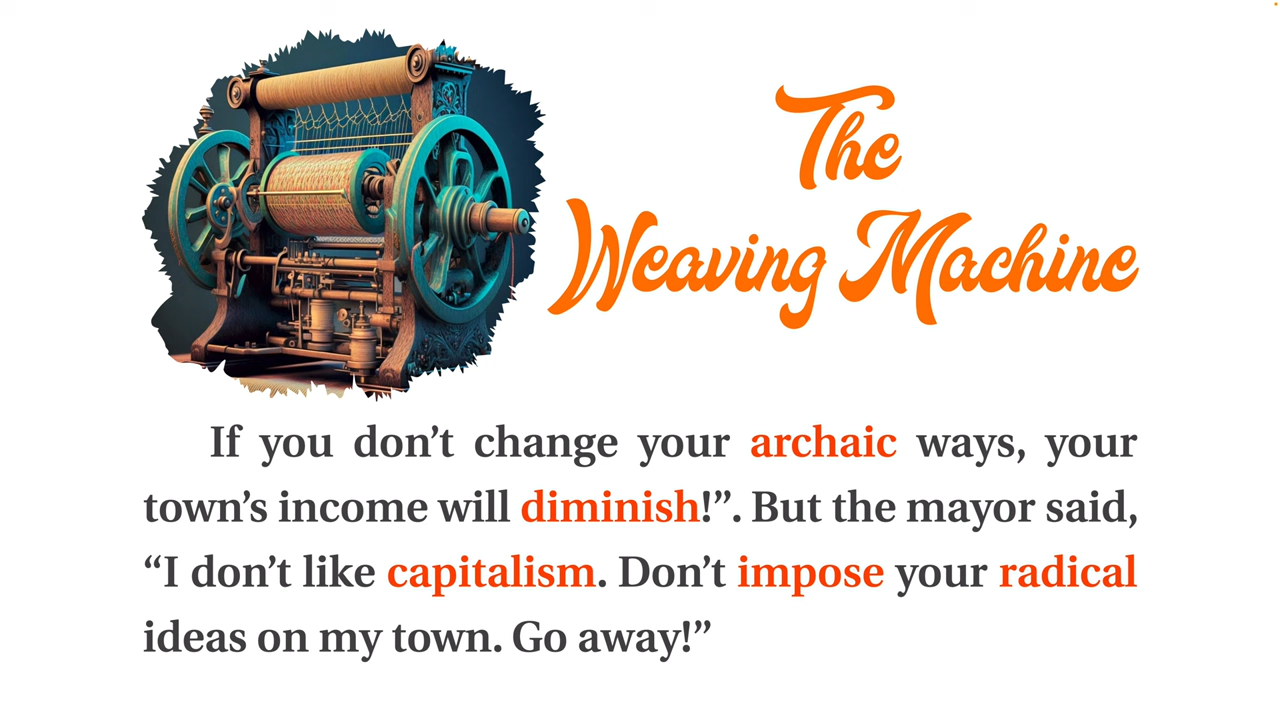 The
Weaving Machine
If you don’t change your archaic ways, your
town’s income will diminish!”. But the mayor said,
“I don’t like capitalism. Don’t impose your radical
ideas on my town. Go away!”